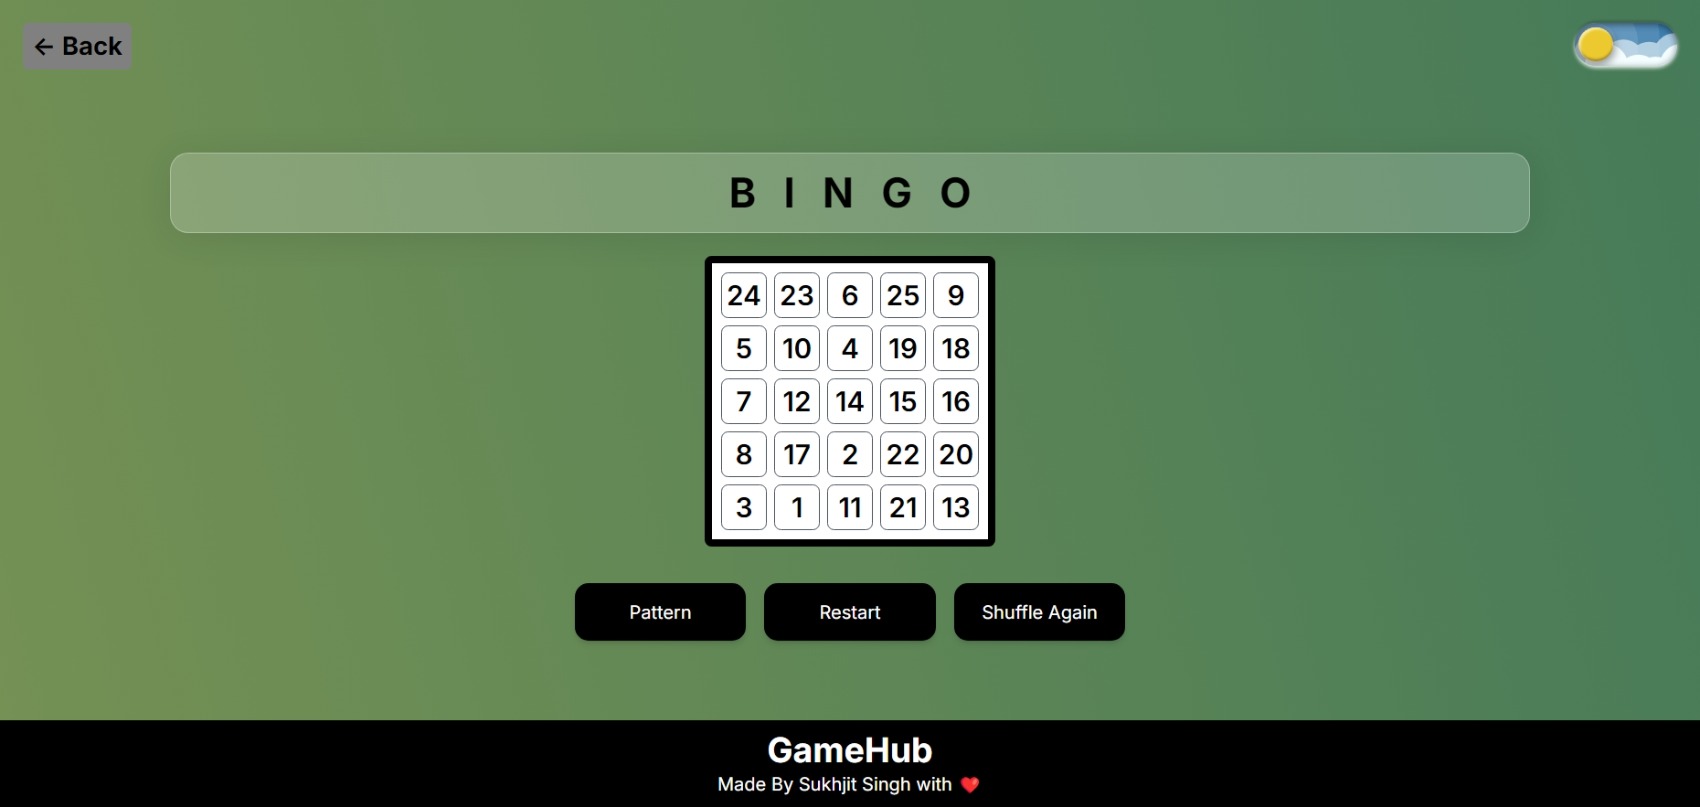 ← Back
B I N G O
24 23 6 25 9
5 10 4 19 18
7 12 14 15 16
8 17 2 22 20
3 1 11 21 13
Pattern Restart Shuffle Again
GameHub
Made By Sukhjit Singh with ❤️